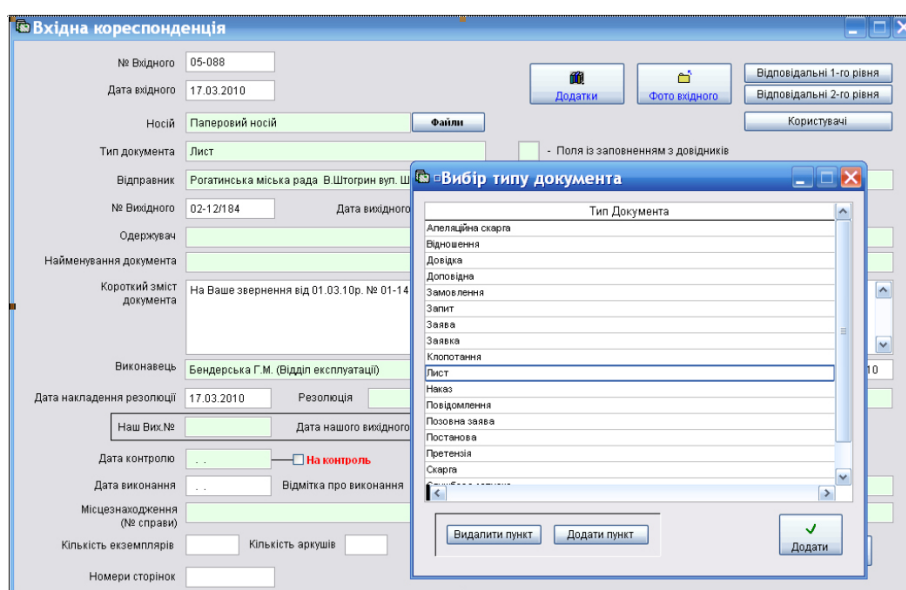 Вхідна кореспонденція
№ Вхідного 05-088
Дата вхідного 17.03.2010
Додатки Фото вхідного
Відповідальні 1-го рівня
Відповідальні 2-го рівня
Користувачі
Носій Паперовий носій Файли
Тип документа Лист - Поля із заповненням з довідників
Відправник Рогатинська міська рада В.Штогрин вул. Ш
№ Вихідного 02-12/184 Дата вихідного
Одержувач
Найменування документа
Короткий зміст
документа
На Ваше звернення від 01.03.10р. № 01-14
Виконавець Бендерська Г.М. (Відділ експлуатації) 10
Дата накладення резолюції 17.03.2010 Резолюція
Наш Вих.№ Дата нашого вихідного
Дата контролю . . На контроль
Дата виконання . . Відмітка про виконання
Місцезнаходження
(№ справи)
Кількість екземплярів Кількість аркушів
Номери сторінок
Вибір типу документа
Тип Документа
Апеляційна скарга
Відношення
Довідка
Доповідна
Замовлення
Запит
Заява
Заявка
Клопотання
Лист
Наказ
Повідомлення
Позовна заява
Постанова
Претензія
Скарга
Видалити пункт Додати пункт
Додати